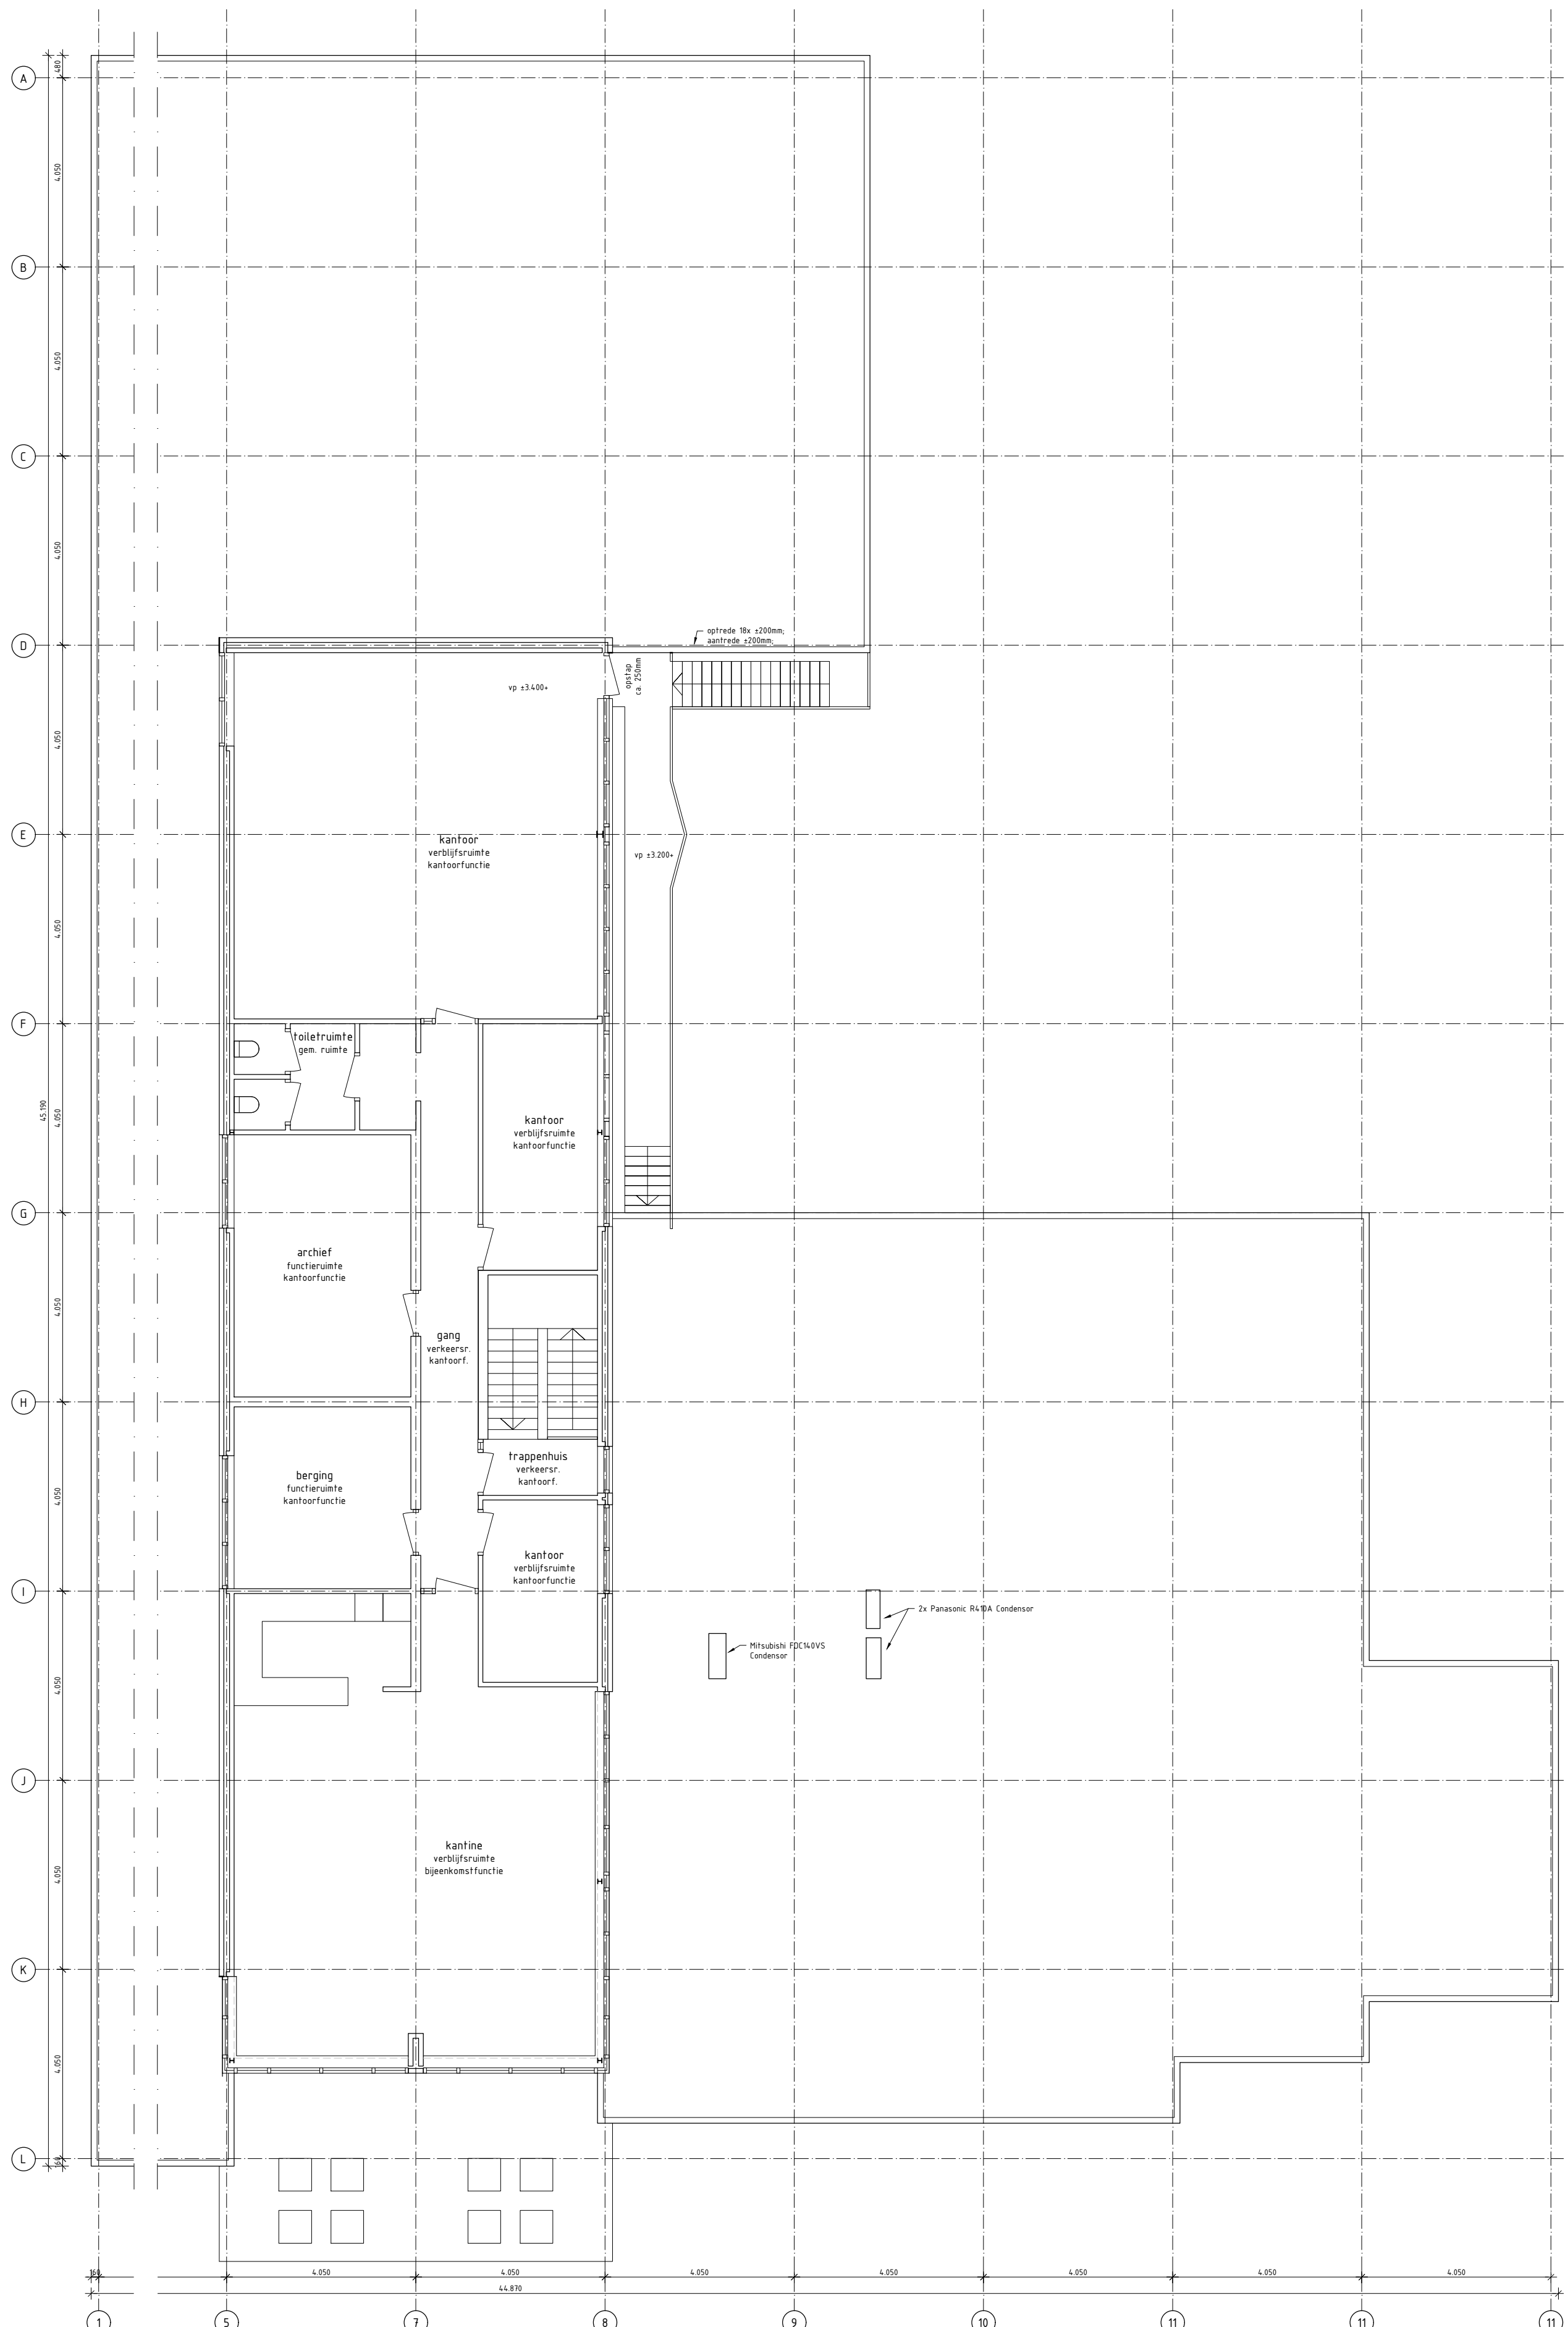 A
480
4.050
B
4.050
C
4.050
D
optrede 18x ±200mm;
aantrede ±200mm;
opstap
ca. 250mm
vp ±3.400+
4.050
E
kantoor
verblijfsruimte
kantoorfunctie
vp ±3.200+
4.050
F
toiletruimte
gem. ruimte
45.190
4.050
kantoor
verblijfsruimte
kantoorfunctie
G
archief
functieruimte
kantoorfunctie
4.050
gang
verkeersr.
kantoorf.
H
trappenhuis
verkeersr.
kantoorf.
berging
functieruimte
kantoorfunctie
4.050
kantoor
verblijfsruimte
kantoorfunctie
I
2x Panasonic R410A Condensor
Mitsubishi FDC140VS
Condensor
4.050
J
kantine
verblijfsruimte
bijeenkomstfunctie
4.050
K
4.050
L
160
160
4.050
4.050
4.050
4.050
4.050
4.050
4.050
44.870
1
5
7
8
9
10
11
11
11